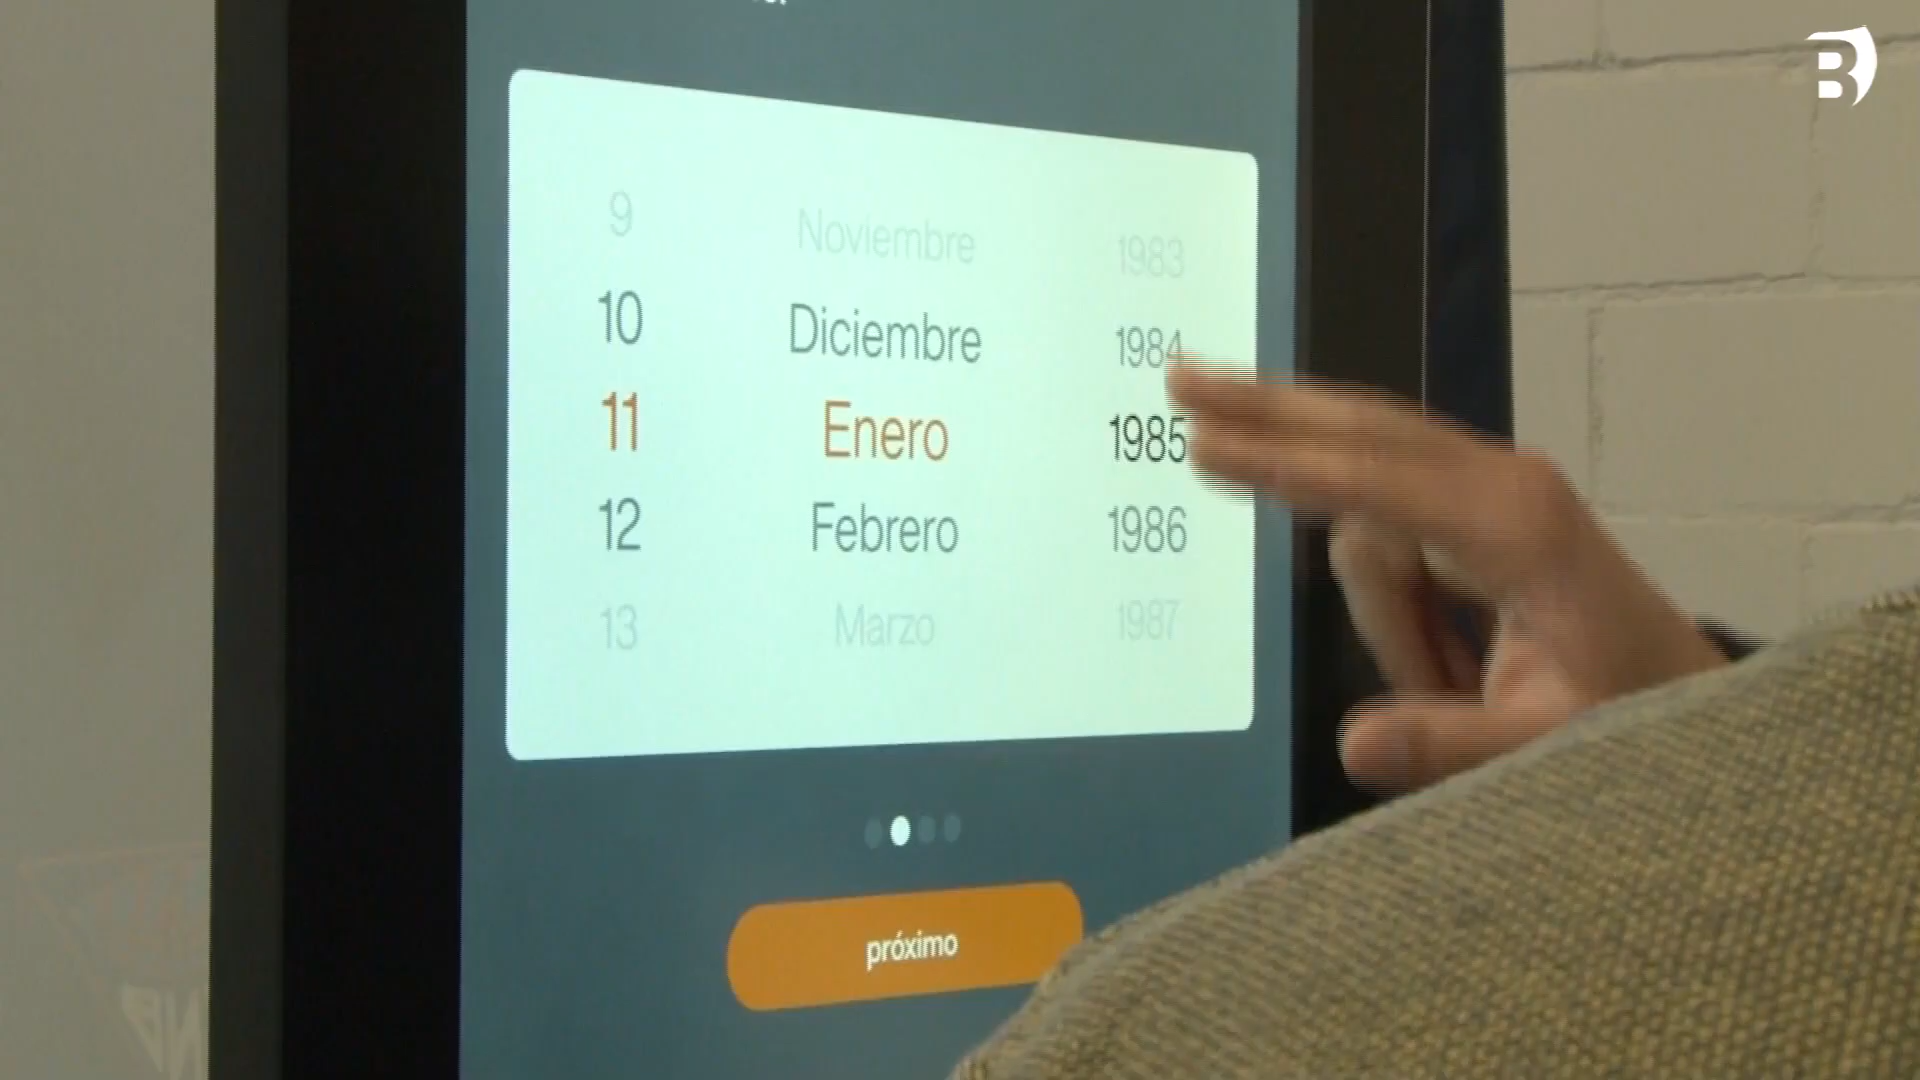 9 Noviembre 1983
10 Diciembre 1984
11 Enero 1985
12 Febrero 1986
13 Marzo 1987
próximo
B